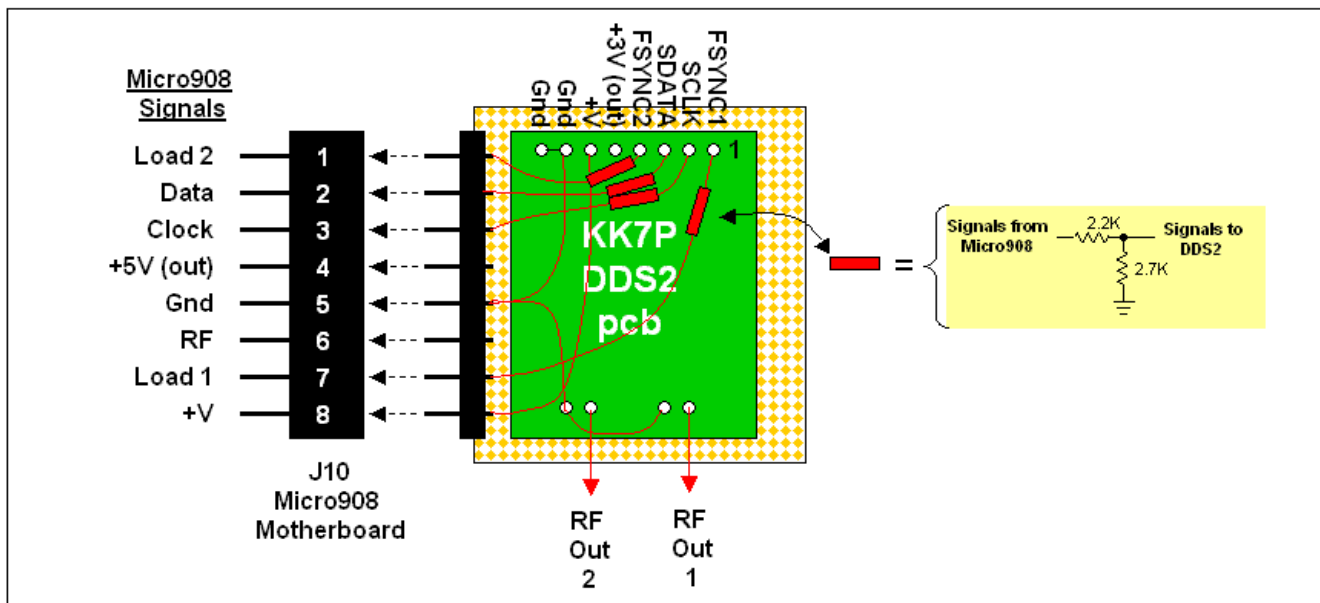 Micro908
Signals
Load 2
Data
Clock
+5V (out)
Gnd
RF
Load 1
+V
1
2
3
4
5
6
7
8
J10
Micro908
Motherboard
Gnd
Gnd
+V
+3V (out)
FSYNC2
SDATA
SCLK
FSYNC1
1
KK7P
DDS2
pcb
RF
Out
2
RF
Out
1
=
Signals from
Micro908
2.2K
Signals to
DDS2
2.7K